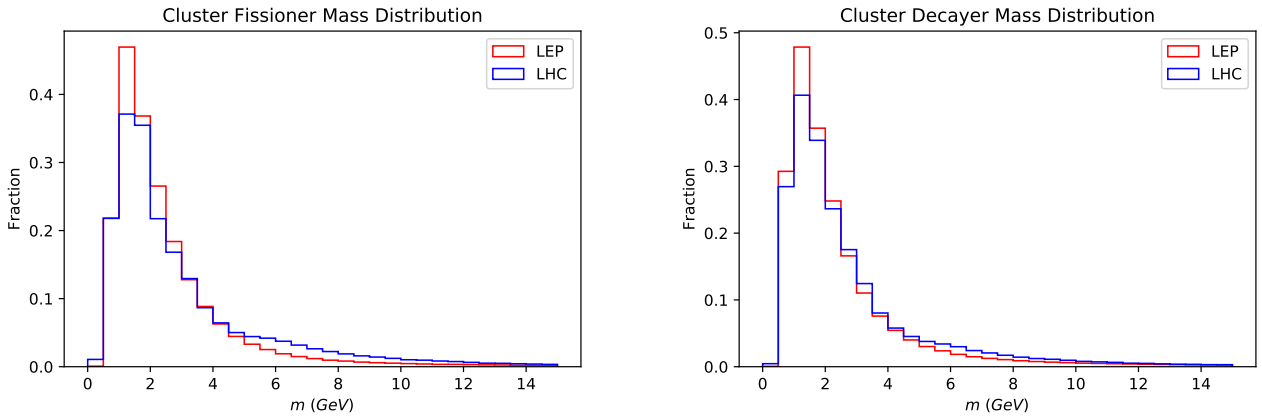 Cluster Fissioner Mass Distribution
LEP
LHC
Fraction
0.4
0.3
0.2
0.1
0.0
0 2 4 6 8 10 12 14
m (GeV)
Cluster Decayer Mass Distribution
LEP
LHC
Fraction
0.5
0.4
0.3
0.2
0.1
0.0
0 2 4 6 8 10 12 14
m (GeV)